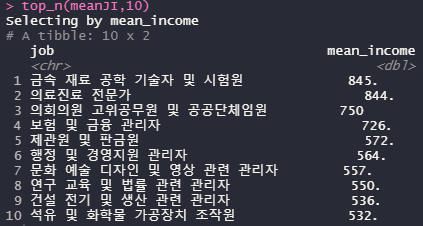 > top_n(meanJI,10)
Selecting by mean_income
# A tibble: 10 x 2
job mean_income
<chr> <dbl>
1 금속 재료 공학 기술자 및 시험원 845.
2 의료진료 전문가 844.
3 의회의원 고위공무원 및 공공단체임원 750
4 보험 및 금융 관리자 726.
5 제관원 및 판금원 572.
6 행정 및 경영지원 관리자 564.
7 문화 예술 디자인 및 영상 관련 관리자 557.
8 연구 교육 및 법률 관련 관리자 550.
9 건설 전기 및 생산 관련 관리자 536.
10 석유 및 화학물 가공장치 조작원 532.